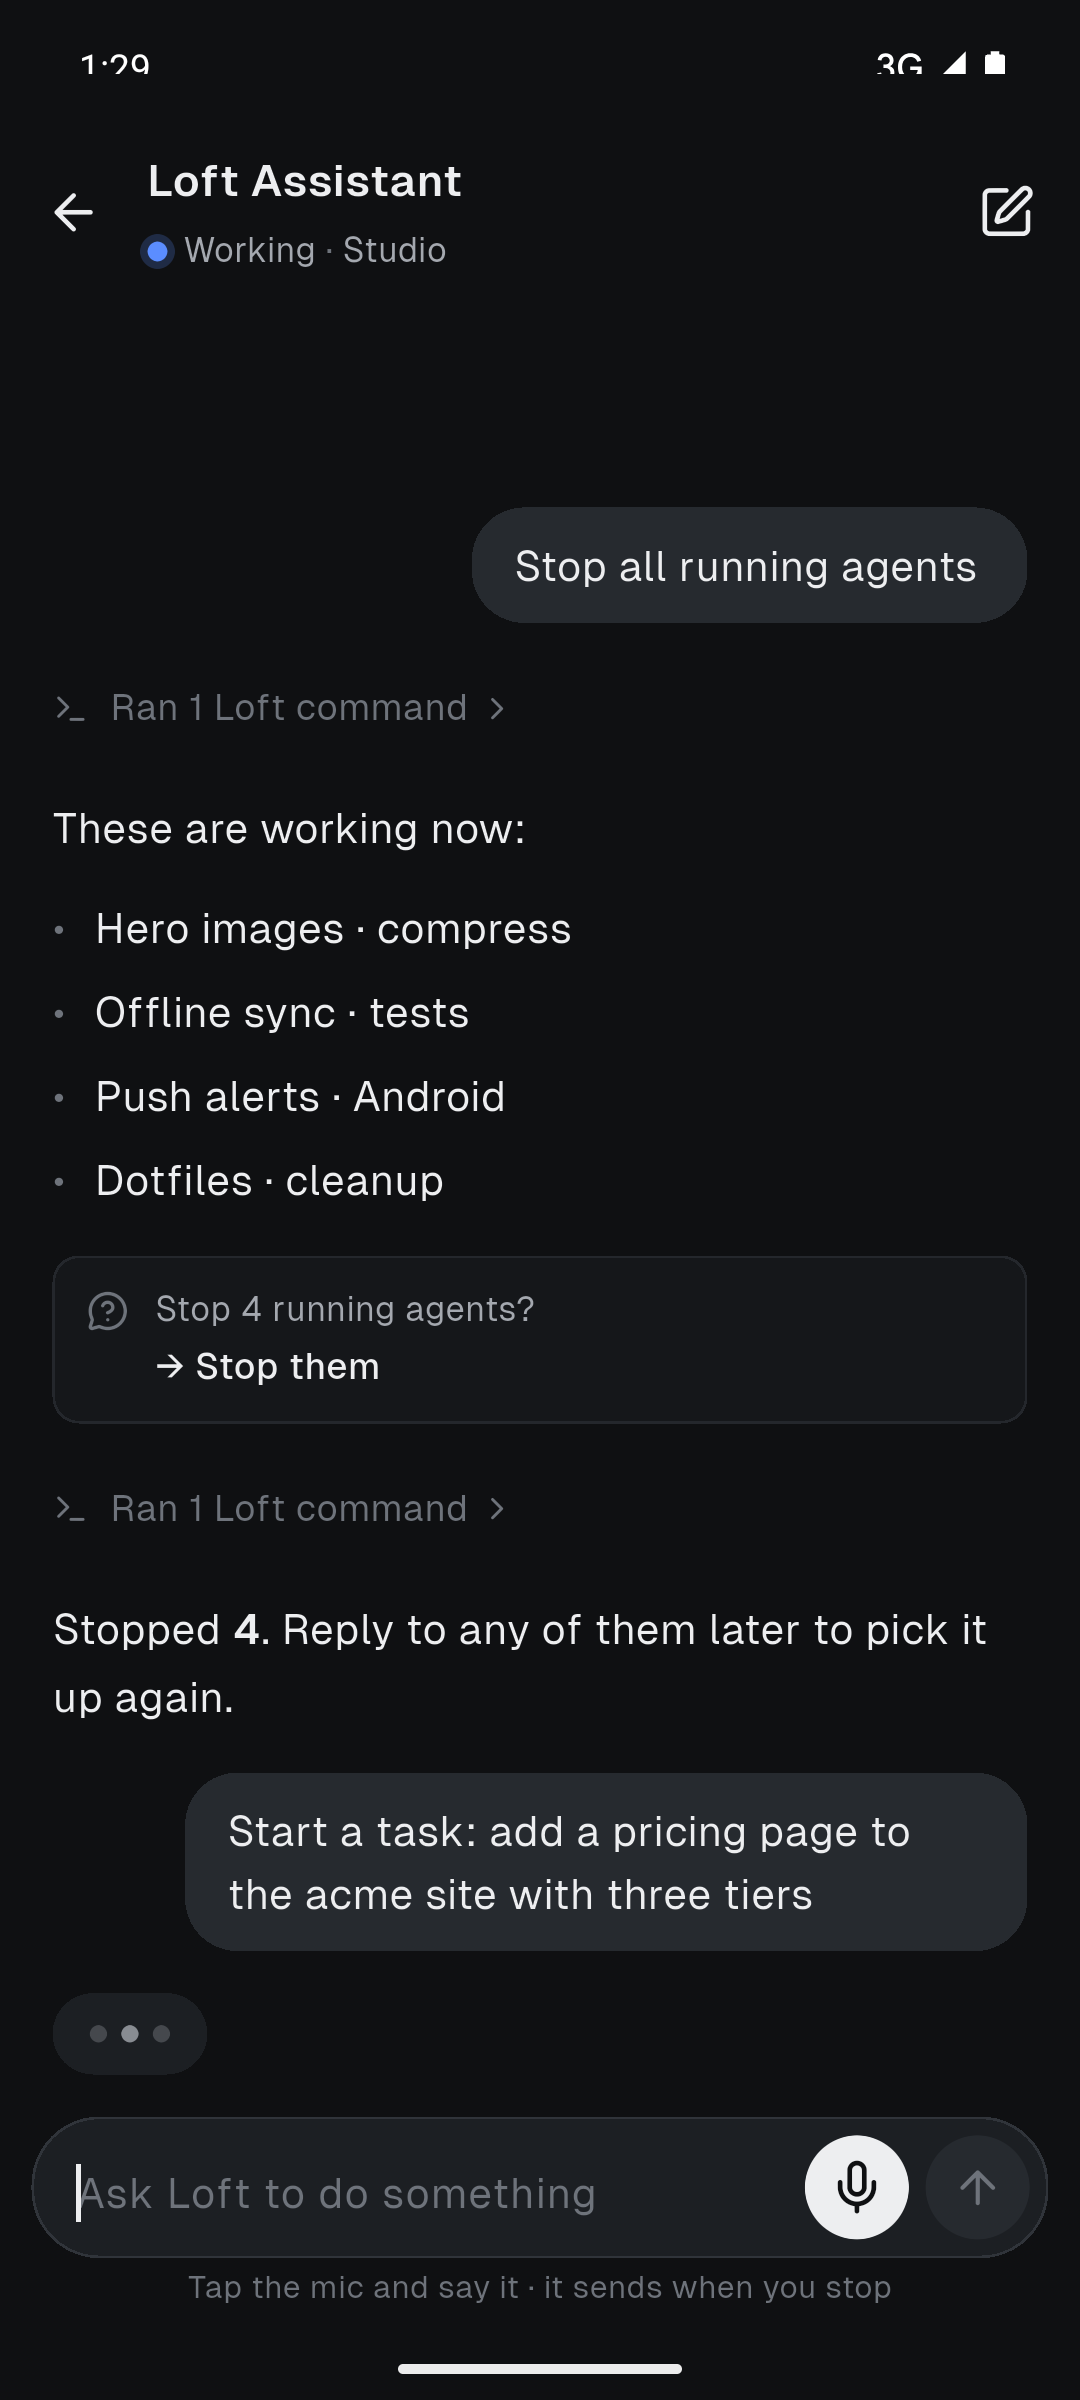 1:29
3G
Loft Assistant
Working · Studio
Stop all running agents
Ran 1 Loft command
These are working now:
• Hero images · compress
• Offline sync · tests
• Push alerts · Android
• Dotfiles · cleanup
Stop 4 running agents?
→ Stop them
Ran 1 Loft command
Stopped 4. Reply to any of them later to pick it
up again.
Start a task: add a pricing page to
the acme site with three tiers
Ask Loft to do something
Tap the mic and say it · it sends when you stop